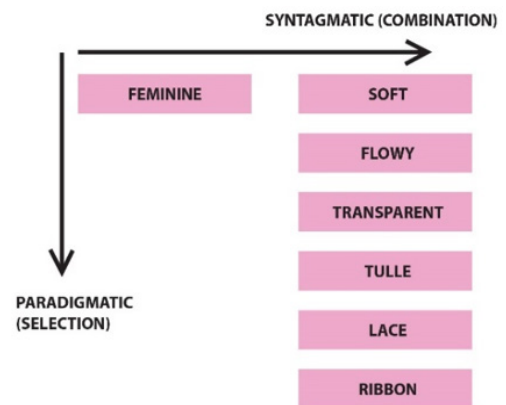 SYNTAGMATIC (COMBINATION)
FEMININE
SOFT
FLOWY
TRANSPARENT
TULLE
PARADIGMATIC
(SELECTION)
LACE
RIBBON